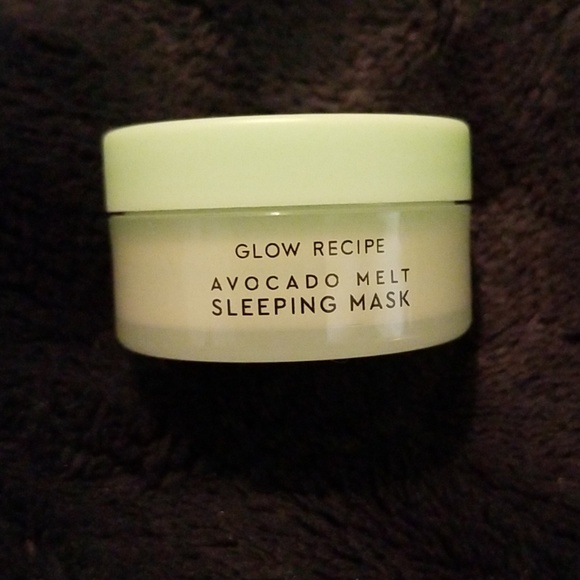 GLOW RECIPE
AVOCADO MELT
SLEEPING MASK